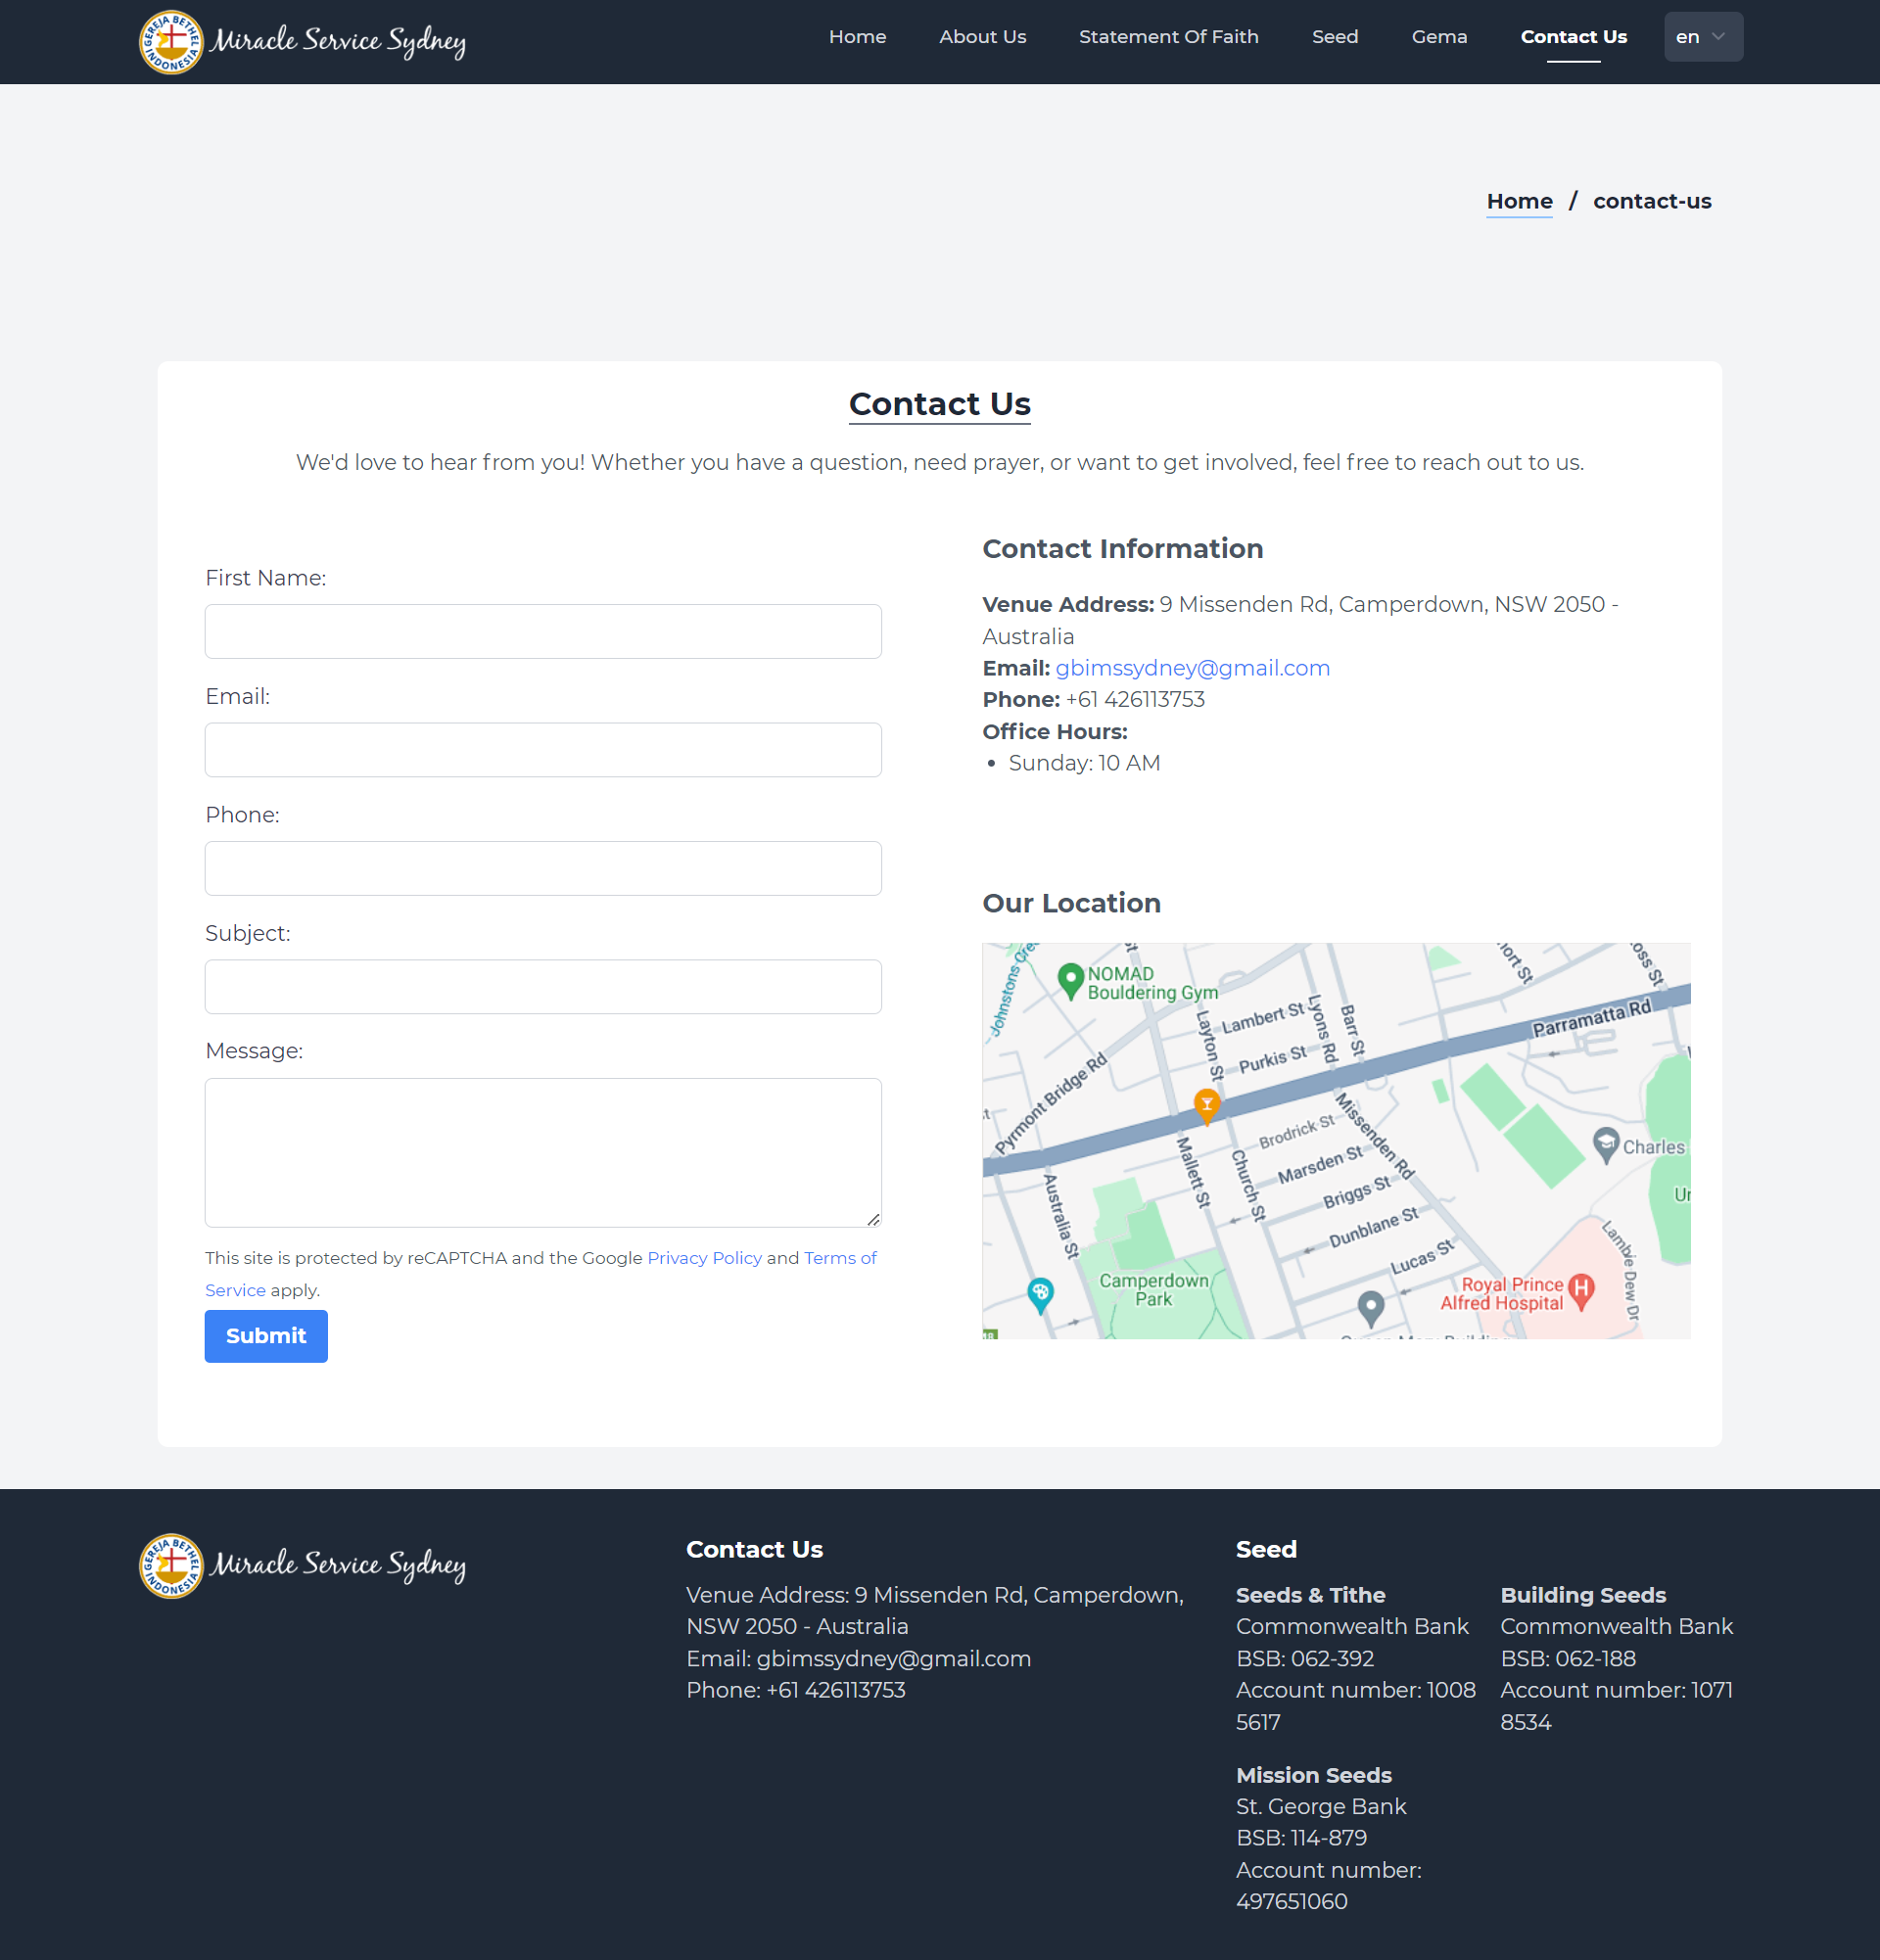 GEREJA BETHEL INDONESIA
Miracle Service Sydney
Home
About Us
Statement Of Faith
Seed
Gema
Contact Us
en
Home / contact-us
Contact Us
We'd love to hear from you! Whether you have a question, need prayer, or want to get involved, feel free to reach out to us.
First Name:
Email:
Phone:
Subject:
Message:
This site is protected by reCAPTCHA and the Google Privacy Policy and Terms of
Service apply.
Submit
Contact Information
Venue Address: 9 Missenden Rd, Camperdown, NSW 2050 -
Australia
Email: gbimssydney@gmail.com
Phone: +61 426113753
Office Hours:
• Sunday: 10 AM
Our Location
Johnstons
St
NOMAD
Bouldering Gym
Layton St
Lambert St
Lyons Rd
Barr St
Purkis St
Parramatta Rd
Pyrmont Bridge Rd
Missenden Rd
Brodrick St
Marsden St
Mallett St
Church St
Briggs St
Dunblane St
Lucas St
Australia St
Charles
Camperdown
Park
Royal Prince
Alfred Hospital
H
Lambie Dew Dr
GEREJA BETHEL INDONESIA
Miracle Service Sydney
Contact Us
Venue Address: 9 Missenden Rd, Camperdown,
NSW 2050 - Australia
Email: gbimssydney@gmail.com
Phone: +61 426113753
Seed
Seeds & Tithe
Commonwealth Bank
BSB: 062-392
Account number: 1008
5617
Building Seeds
Commonwealth Bank
BSB: 062-188
Account number: 1071
8534
Mission Seeds
St. George Bank
BSB: 114-879
Account number:
497651060